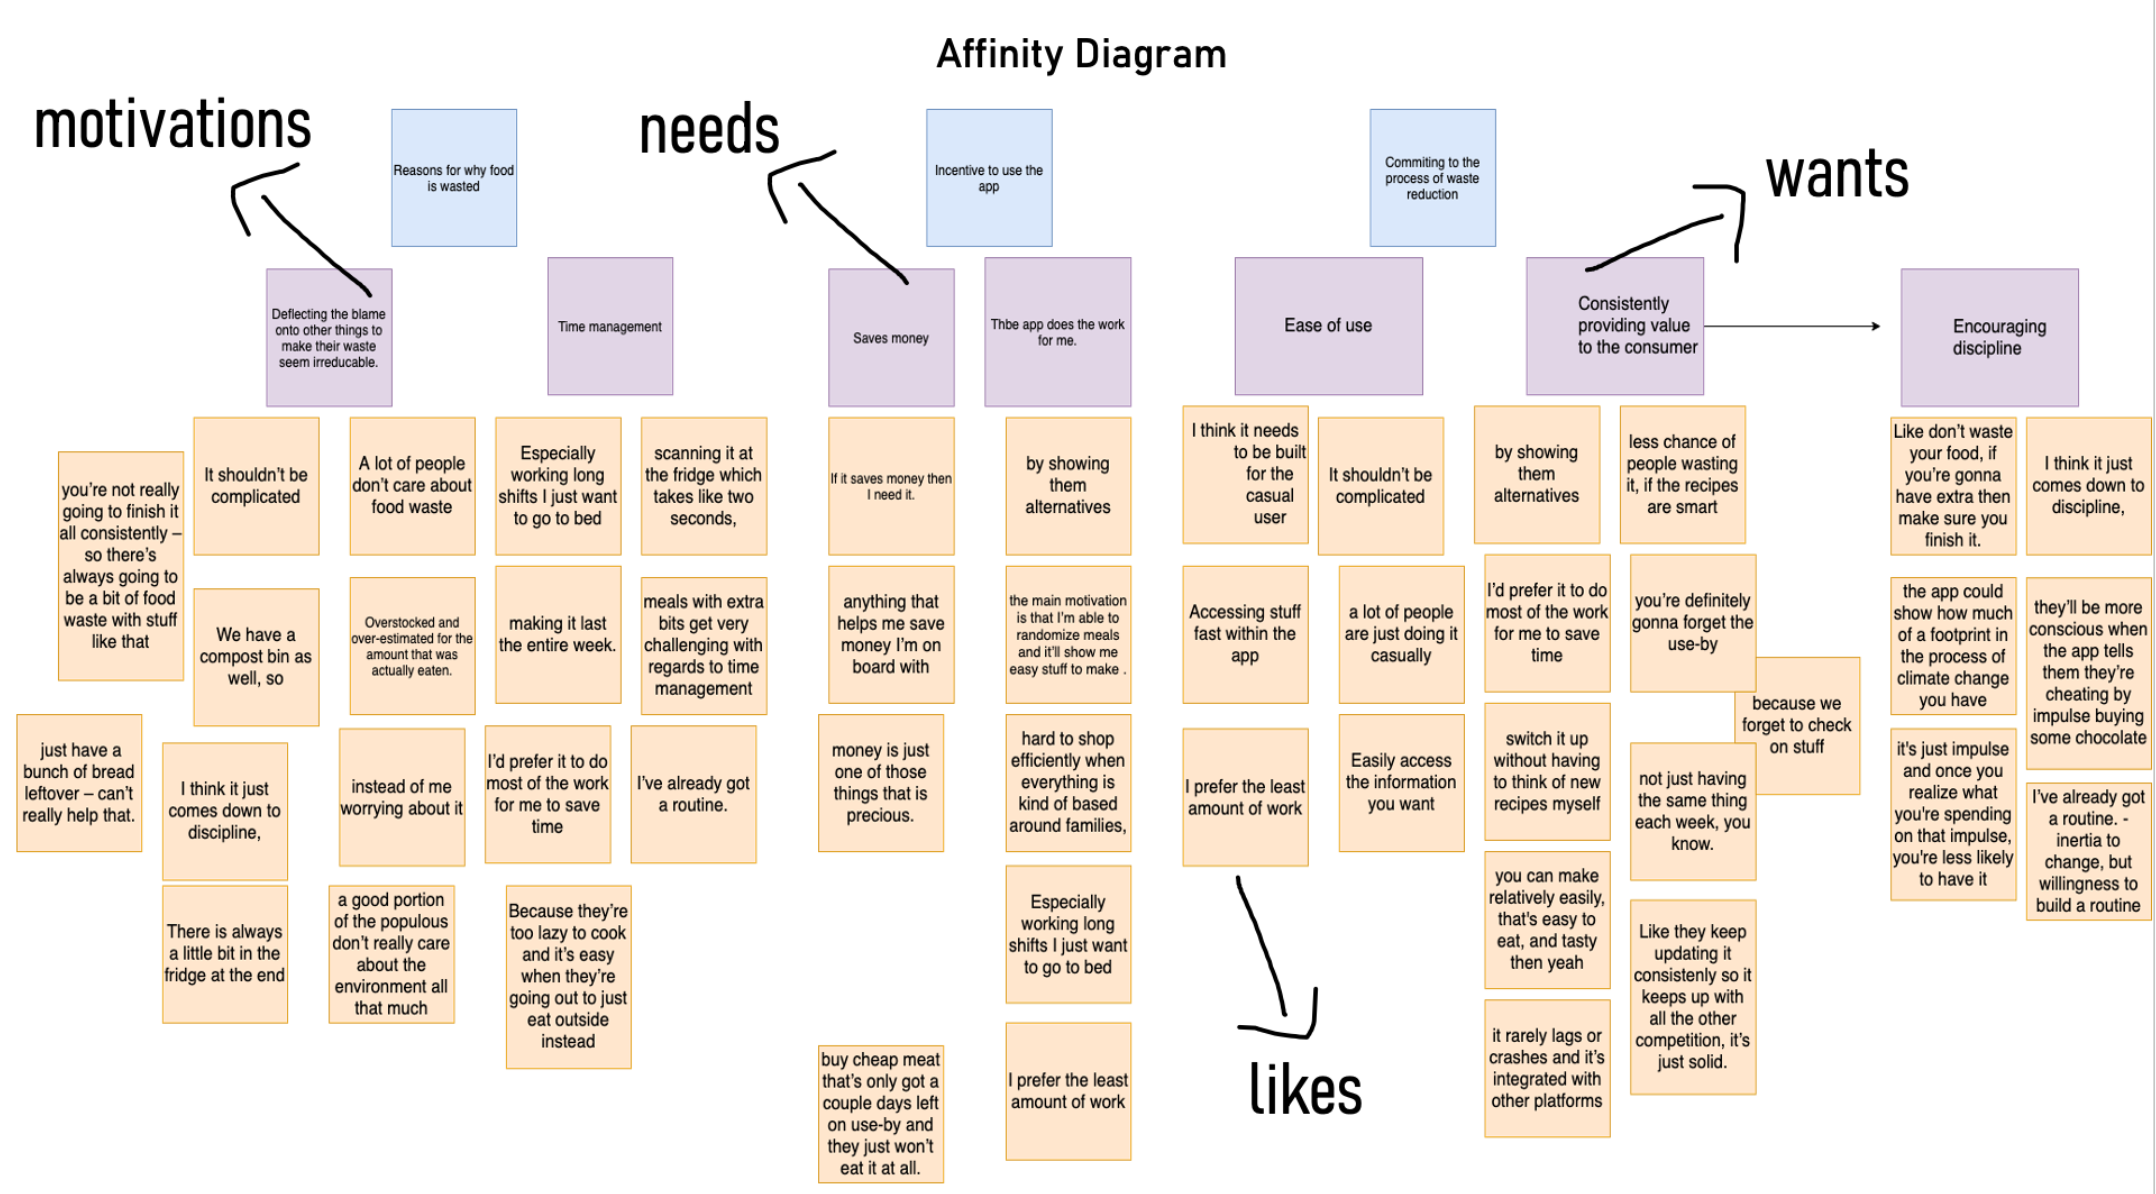 Affinity Diagram
motivations
needs
wants
Reasons for why food
is wasted
Incentive to use the
app
Commiting to the
process of waste
reduction
Deflecting the blame
onto other things to
make their waste
seem irreducable.
Time management
Saves money
Thbe app does the work
for me.
Ease of use
Consistently
providing value
to the consumer
Encouraging
discipline
you're not really
going to finish it
all consistently –
so there's
always going to
be a bit of food
waste with stuff
like that
just have a
bunch of bread
leftover – can't
really help that.
It shouldn't be
complicated
We have a
compost bin as
well, so
I think it just
comes down to
discipline,
There is always
a little bit in the
fridge at the end
A lot of people
don't care about
food waste
Overstocked and
over-estimated for the
amount that was
actually eaten.
instead of me
worrying about it
a good portion
of the populous
don't really care
about the
environment all
that much
Especially
working long
shifts I just want
to go to bed
making it last
the entire week.
I'd prefer it to do
most of the work
for me to save
time
Because they're
too lazy to cook
and it's easy
when they're
going out to just
eat outside
instead
scanning it at
the fridge which
takes like two
seconds,
meals with extra
bits get very
challenging with
regards to time
management
I've already got
a routine.
If it saves money then
I need it.
anything that
helps me save
money I'm on
board with
money is just
one of those
things that is
precious.
buy cheap meat
that's only got a
couple days left
on use-by and
they just won't
eat it at all.
by showing
them
alternatives
the main motivation
is that I'm able to
randomize meals
and it'll show me
easy stuff to make .
hard to shop
efficiently when
everything is
kind of based
around families,
Especially
working long
shifts I just want
to go to bed
I prefer the least
amount of work
I think it needs
to be built
for the
casual
user
Accessing stuff
fast within the
app
I prefer the least
amount of work
likes
It shouldn't be
complicated
a lot of people
are just doing it
casually
Easily access
the information
you want
by showing
them
alternatives
I'd prefer it to do
most of the work
for me to save
time
switch it up
without having
to think of new
recipes myself
you can make
relatively easily,
that's easy to
eat, and tasty
then yeah
it rarely lags or
crashes and it's
integrated with
other platforms
less chance of
people wasting
it, if the recipes
are smart
you're definitely
gonna forget the
use-by
because we
forget to check
on stuff
not just having
the same thing
each week, you
know.
Like they keep
updating it
consistenly so it
keeps up with
all the other
competition, it's
just solid.
Like don't waste
your food, if
you're gonna
have extra then
make sure you
finish it.
the app could
show how much
of a footprint in
the process of
climate change
you have
it's just impulse
and once you
realize what
you're spending
on that impulse,
you're less likely
to have it
I think it just
comes down to
discipline,
they'll be more
conscious when
the app tells
them they're
cheating by
impulse buying
some chocolate
I've already got
a routine. -
inertia to
change, but
willingness to
build a routine